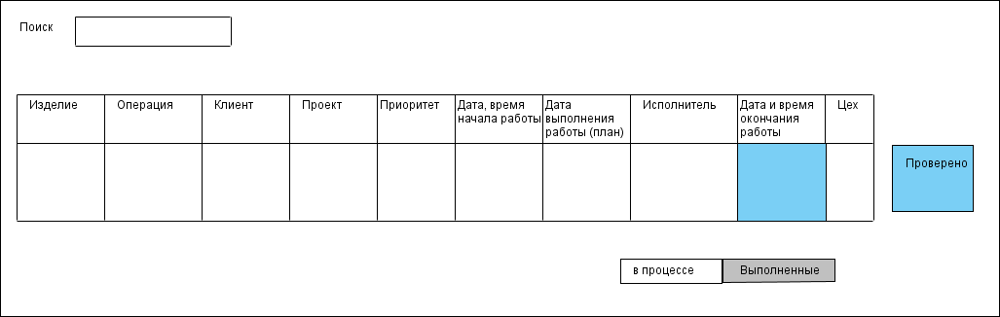 Поиск
Изделие
Операция
Клиент
Проект
Приоритет
Дата, время
начала работы
Дата
выполнения
работы (план)
Исполнитель
Дата и время
окончания
работы
Цех
Проверено
в процессе
Выполненные